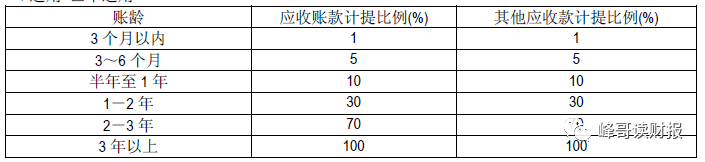 账龄 应收账款计提比例(%) 其他应收款计提比例(%)
3个月以内 1 1
3～6个月 5 5
半年至1年 10 10
1－2年 30 30
2－3年 70
3年以上 100 100
峰哥读财报